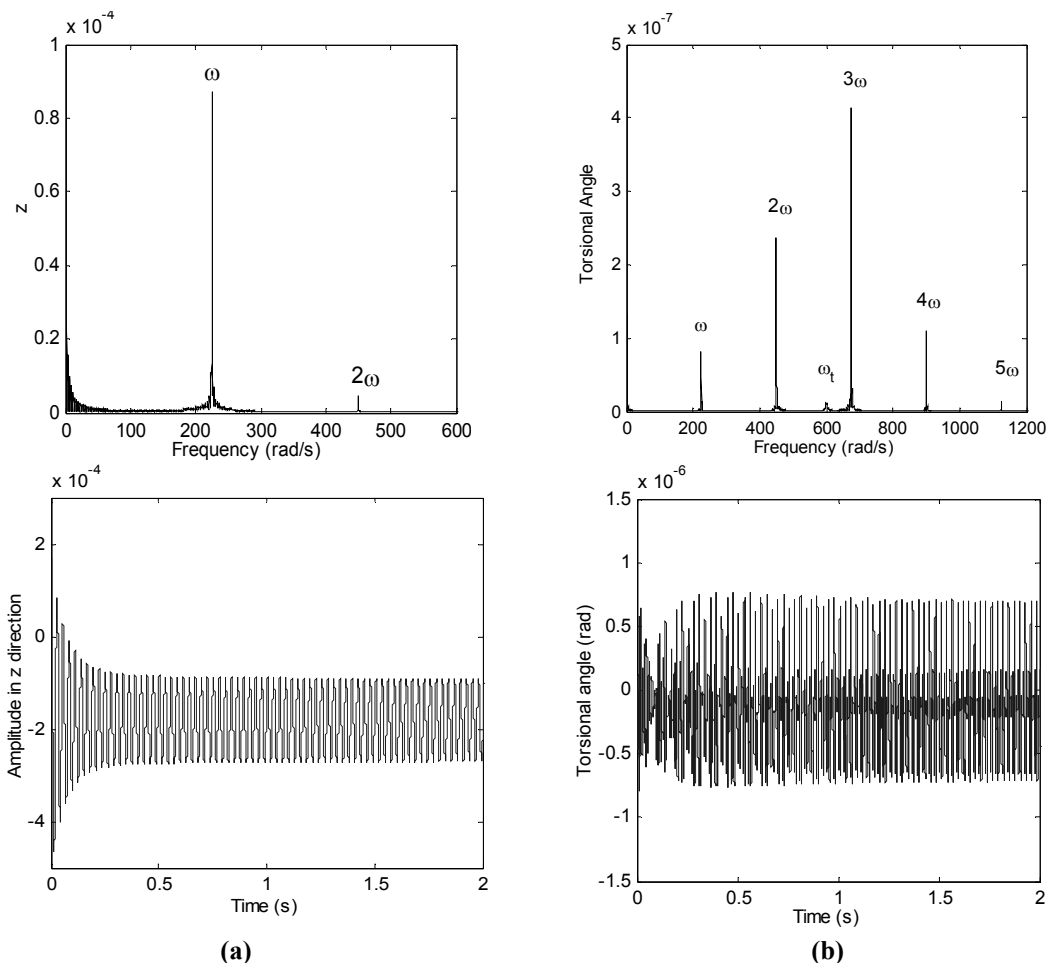 x 10 -4
1
0.8
0.6
0.4
0.2
0
z
ω
2ω
0 100 200 300 400 500 600
Frequency (rad/s)
x 10 -7
5
4
3
2
1
0
Torsional Angle
ω
2ω
ωt
3ω
4ω
5ω
0 200 400 600 800 1000 1200
Frequency (rad/s)
x 10 -4
2
0
-2
-4
Amplitude in z direction
0 0.5 1 1.5 2
Time (s)
(a)
x 10 -6
1.5
1
0.5
0
-0.5
-1
-1.5
Torsional angle (rad)
0 0.5 1 1.5 2
Time (s)
(b)